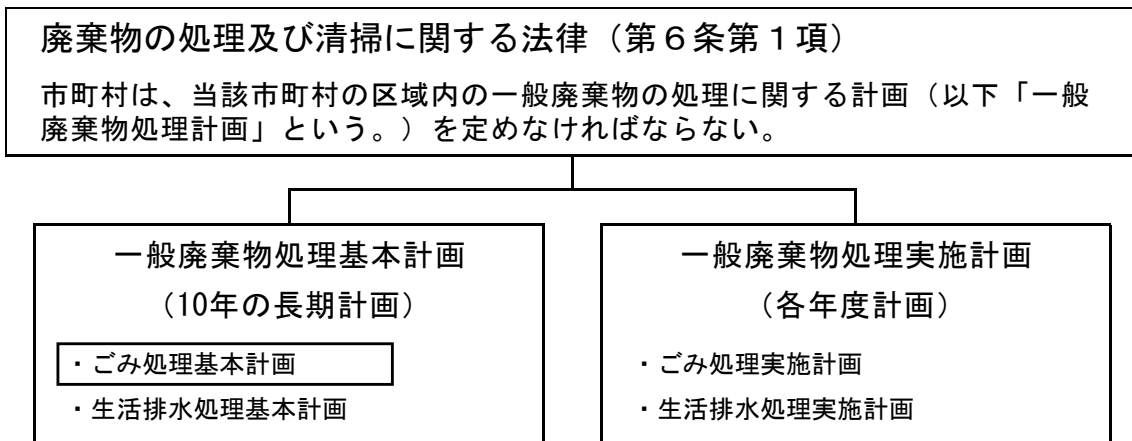 廃棄物の処理及び清掃に関する法律（第６条第１項）
市町村は、当該市町村の区域内の一般廃棄物の処理に関する計画（以下「一般
廃棄物処理計画」という。）を定めなければならない。
一般廃棄物処理基本計画
（10年の長期計画）
・ごみ処理基本計画
・生活排水処理基本計画
一般廃棄物処理実施計画
（各年度計画）
・ごみ処理実施計画
・生活排水処理実施計画